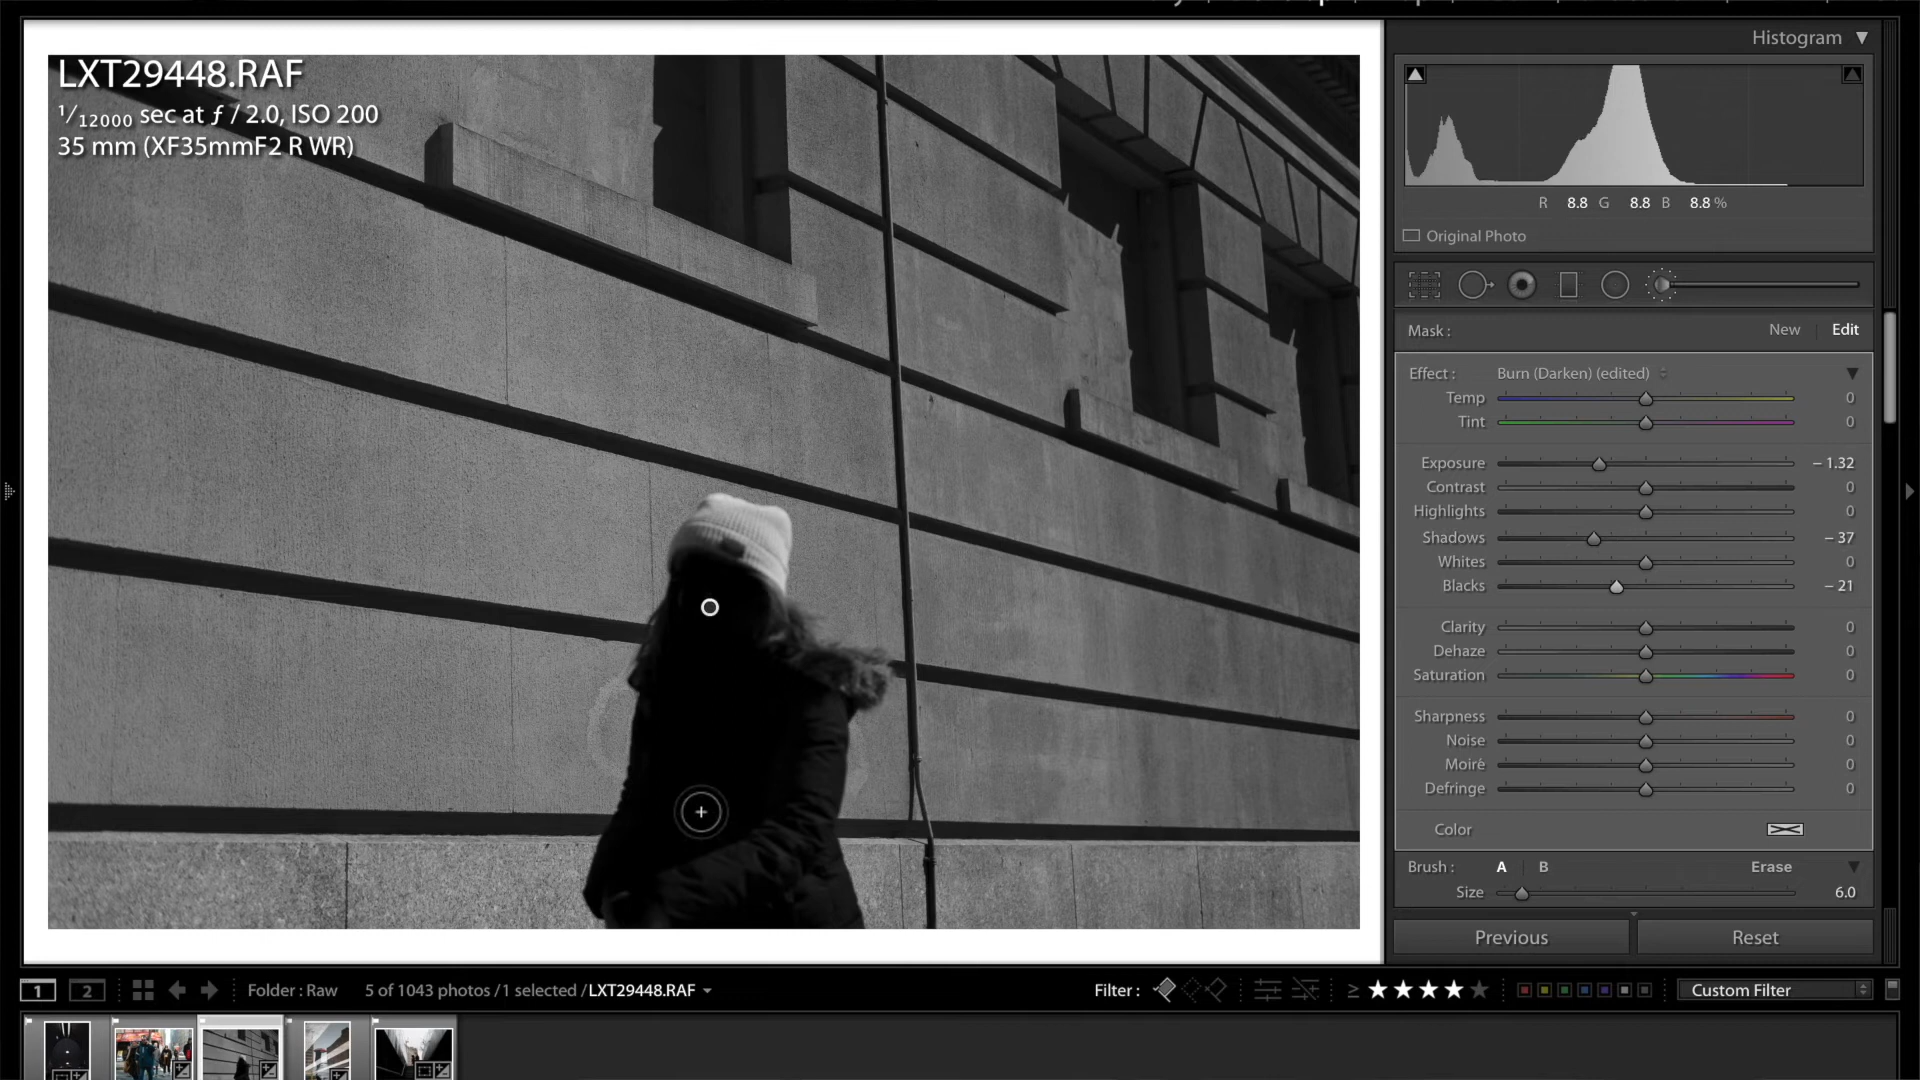 Histogram
LXT29448.RAF
1/12000 sec at ƒ / 2.0, ISO 200
35 mm (XF35mmF2 R WR)
R 8.8 G 8.8 B 8.8 %
Original Photo
Mask : New Edit
Effect : Burn (Darken) (edited)
Temp 0
Tint 0
Exposure – 1.32
Contrast 0
Highlights 0
Shadows – 37
Whites 0
Blacks – 21
Clarity 0
Dehaze 0
Saturation 0
Sharpness 0
Noise 0
Moiré 0
Defringe 0
Color
Brush : A B Erase
Size 6.0
Previous Reset
1 2 Folder : Raw 5 of 1043 photos / 1 selected / LXT29448.RAF Filter : ≥ ★★★★★ Custom Filter